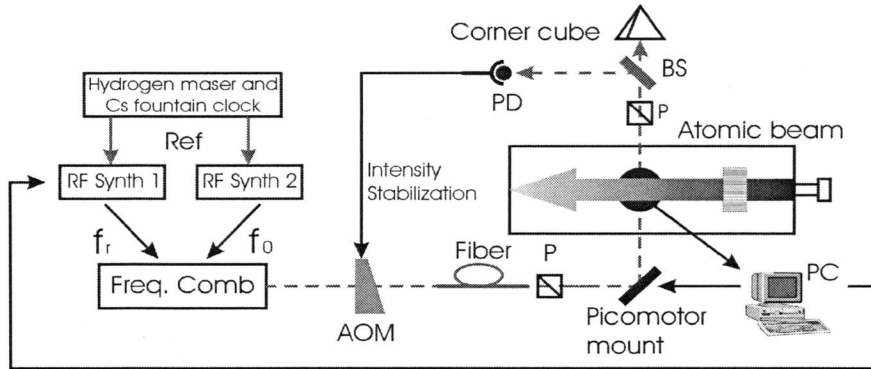 Corner cube
BS
PD
P
Hydrogen maser and
Cs fountain clock
Ref
Atomic beam
RF Synth 1
RF Synth 2
Intensity
Stabilization
fr
f0
Fiber
P
PC
Freq. Comb
AOM
Picomotor
mount